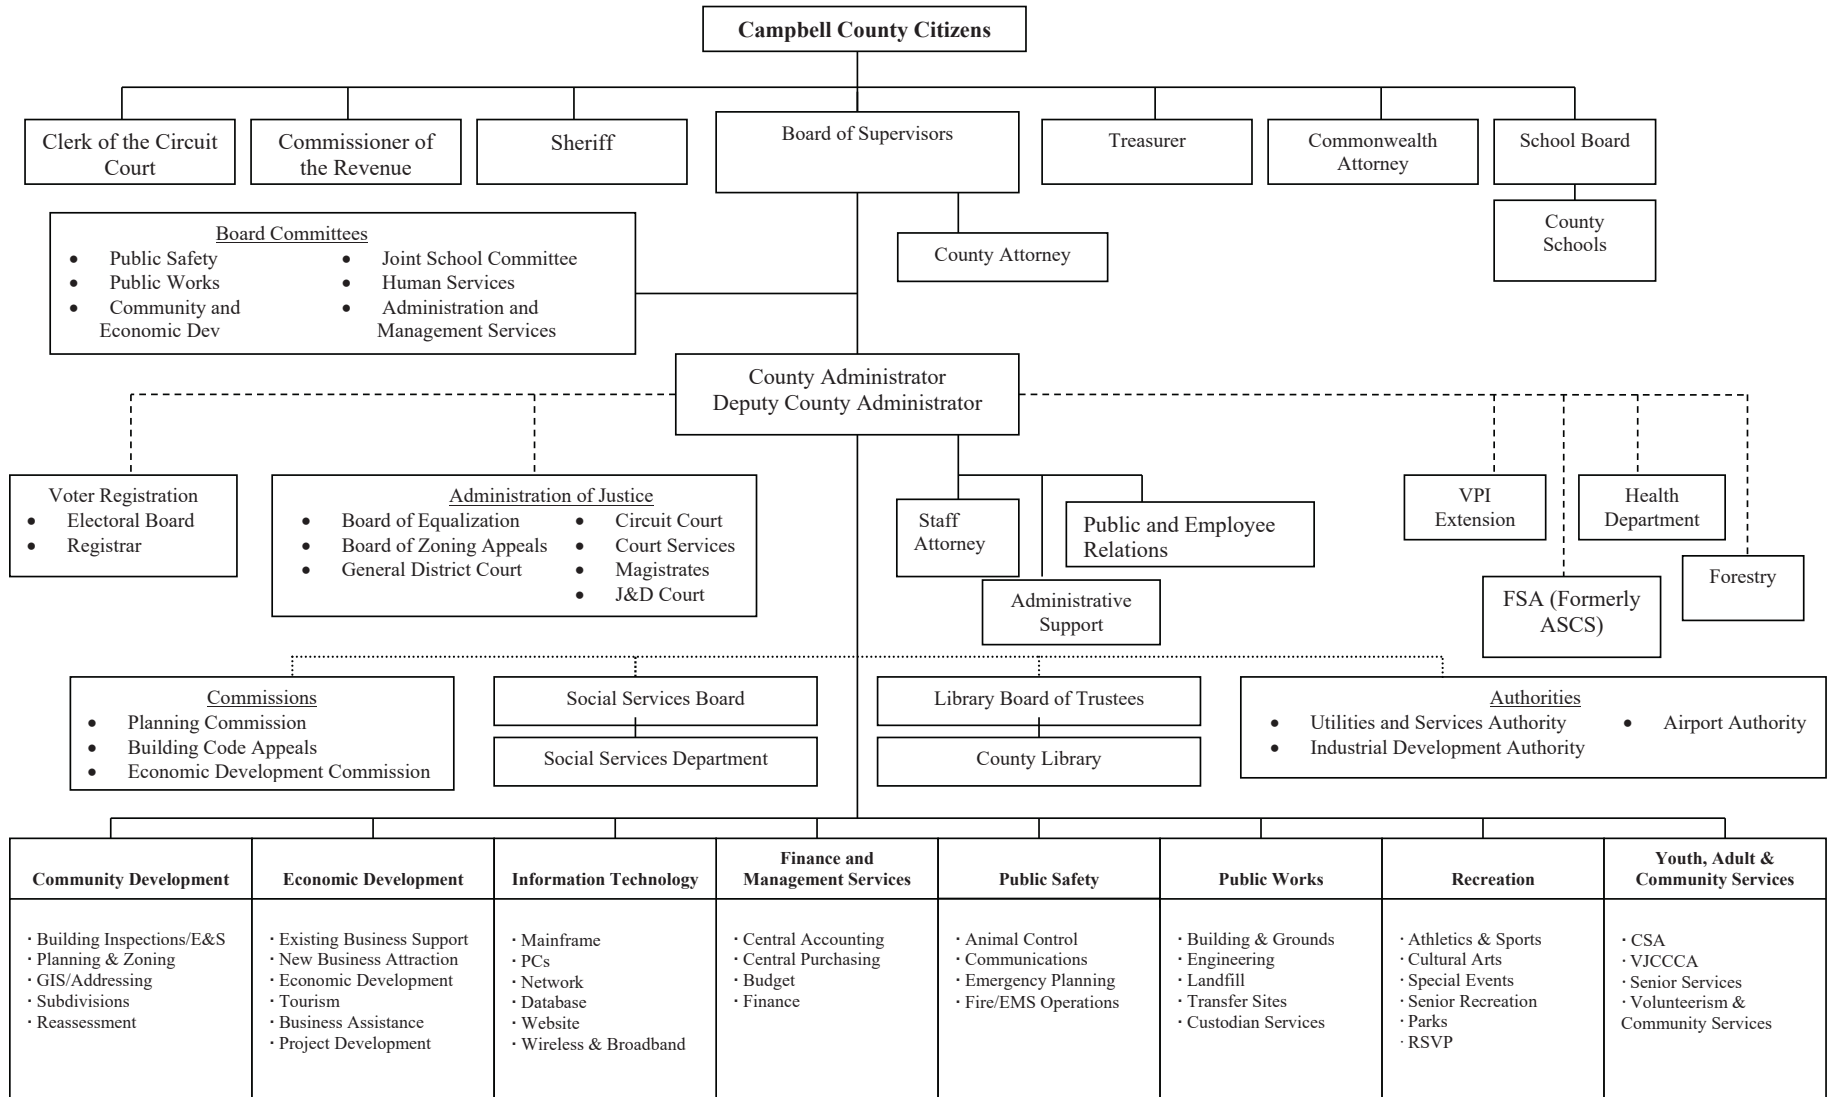 Campbell County Citizens
Clerk of the Circuit
Court
Commissioner of
the Revenue
Sheriff
Board of Supervisors
Treasurer
Commonwealth
Attorney
School Board
County
Schools
Board Committees
• Public Safety
• Public Works
• Community and
Economic Dev
• Joint School Committee
• Human Services
• Administration and
Management Services
County Attorney
County Administrator
Deputy County Administrator
Voter Registration
• Electoral Board
• Registrar
Administration of Justice
• Board of Equalization
• Board of Zoning Appeals
• General District Court
• Circuit Court
• Court Services
• Magistrates
• J&D Court
Staff
Attorney
Public and Employee
Relations
Administrative
Support
VPI
Extension
Health
Department
FSA (Formerly
ASCS)
Forestry
Commissions
• Planning Commission
• Building Code Appeals
• Economic Development Commission
Social Services Board
Social Services Department
Library Board of Trustees
County Library
Authorities
• Utilities and Services Authority
• Industrial Development Authority
• Airport Authority
Community Development
· Building Inspections/E&S
· Planning & Zoning
· GIS/Addressing
· Subdivisions
· Reassessment
Economic Development
· Existing Business Support
· New Business Attraction
· Economic Development
· Tourism
· Business Assistance
· Project Development
Information Technology
· Mainframe
· PCs
· Network
· Database
· Website
· Wireless & Broadband
Finance and
Management Services
· Central Accounting
· Central Purchasing
· Budget
· Finance
Public Safety
· Animal Control
· Communications
· Emergency Planning
· Fire/EMS Operations
Public Works
· Building & Grounds
· Engineering
· Landfill
· Transfer Sites
· Custodian Services
Recreation
· Athletics & Sports
· Cultural Arts
· Special Events
· Senior Recreation
· Parks
· RSVP
Youth, Adult &
Community Services
· CSA
· VJCCCA
· Senior Services
· Volunteerism &
Community Services